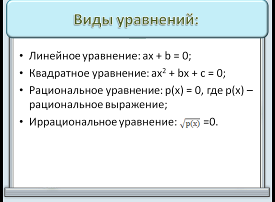 Виды уравнений:
• Линейное уравнение: ax + b = 0;
• Квадратное уравнение: ax² + bx + c = 0;
• Рациональное уравнение: p(x) = 0, где p(x) –
рациональное выражение;
• Иррациональное уравнение: √p(x) =0.